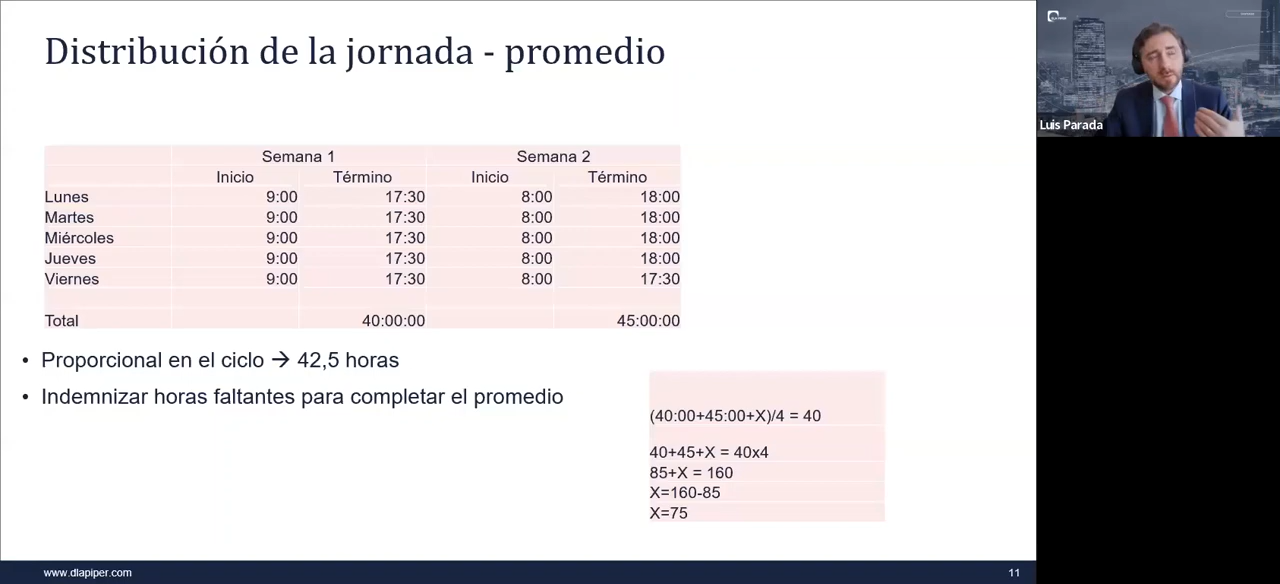 Distribución de la jornada - promedio
Semana 1 Semana 2
Inicio Término Inicio Término
Lunes 9:00 17:30 8:00 18:00
Martes 9:00 17:30 8:00 18:00
Miércoles 9:00 17:30 8:00 18:00
Jueves 9:00 17:30 8:00 18:00
Viernes 9:00 17:30 8:00 17:30
Total 40:00:00 45:00:00
• Proporcional en el ciclo → 42,5 horas
• Indemnizar horas faltantes para completar el promedio
(40:00+45:00+X)/4 = 40
40+45+X = 40x4
85+X = 160
X=160-85
X=75
www.dlapiper.com 11
Luis Parada